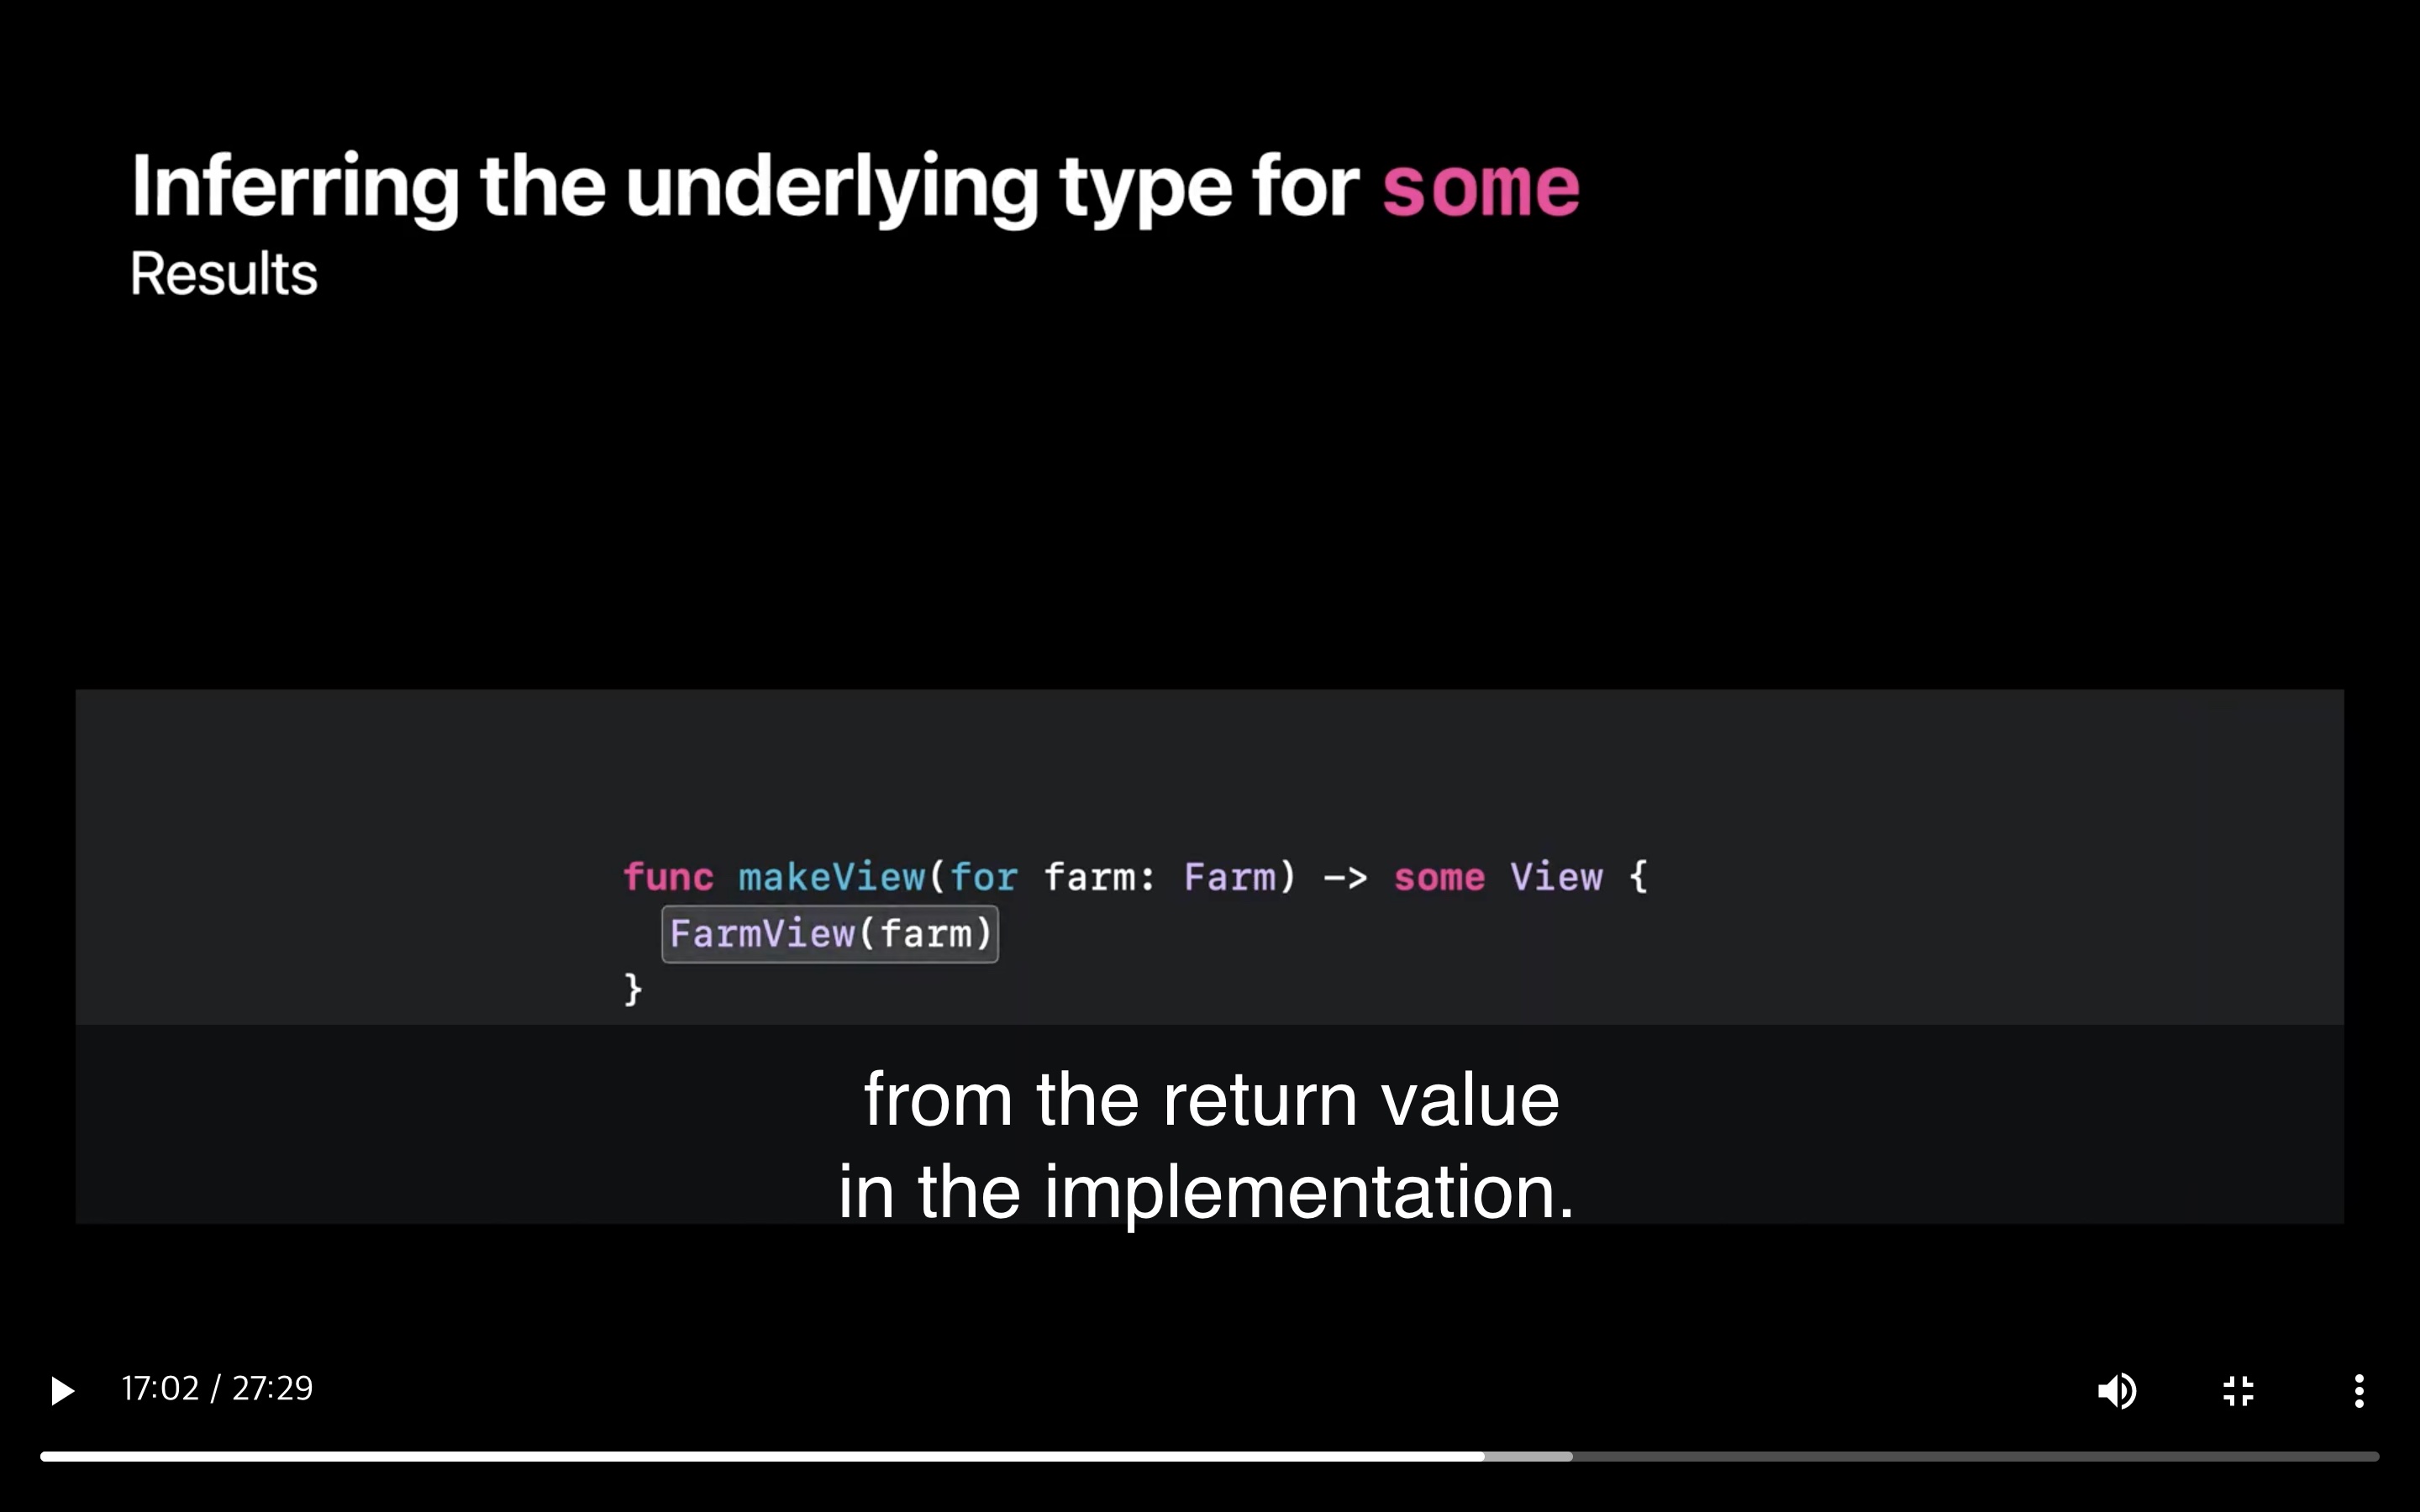 Inferring the underlying type for some
Results
func makeView(for farm: Farm) -> some View {
  FarmView(farm)
}
from the return value
in the implementation.
17:02 / 27:29